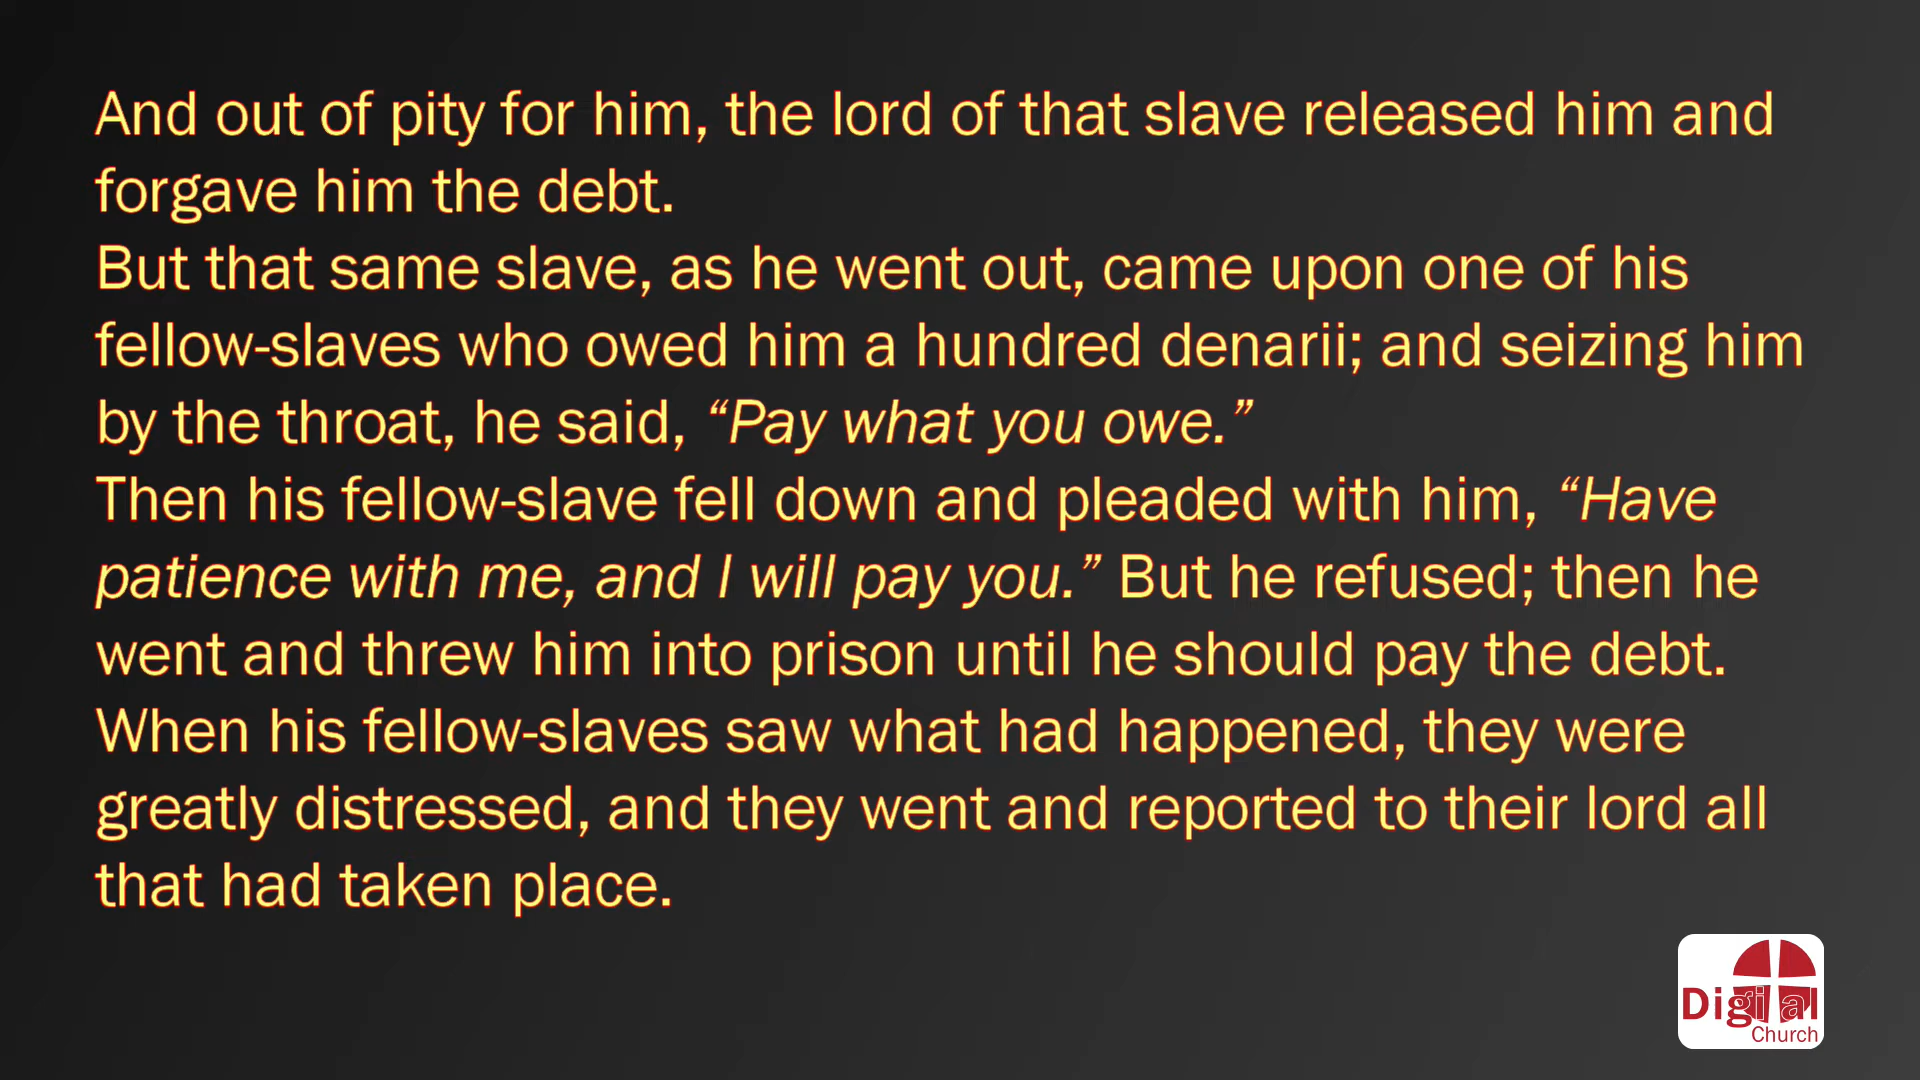 And out of pity for him, the lord of that slave released him and
forgave him the debt.
But that same slave, as he went out, came upon one of his
fellow-slaves who owed him a hundred denarii; and seizing him
by the throat, he said, “Pay what you owe.”
Then his fellow-slave fell down and pleaded with him, “Have
patience with me, and I will pay you.” But he refused; then he
went and threw him into prison until he should pay the debt.
When his fellow-slaves saw what had happened, they were
greatly distressed, and they went and reported to their lord all
that had taken place.
Digital
Church